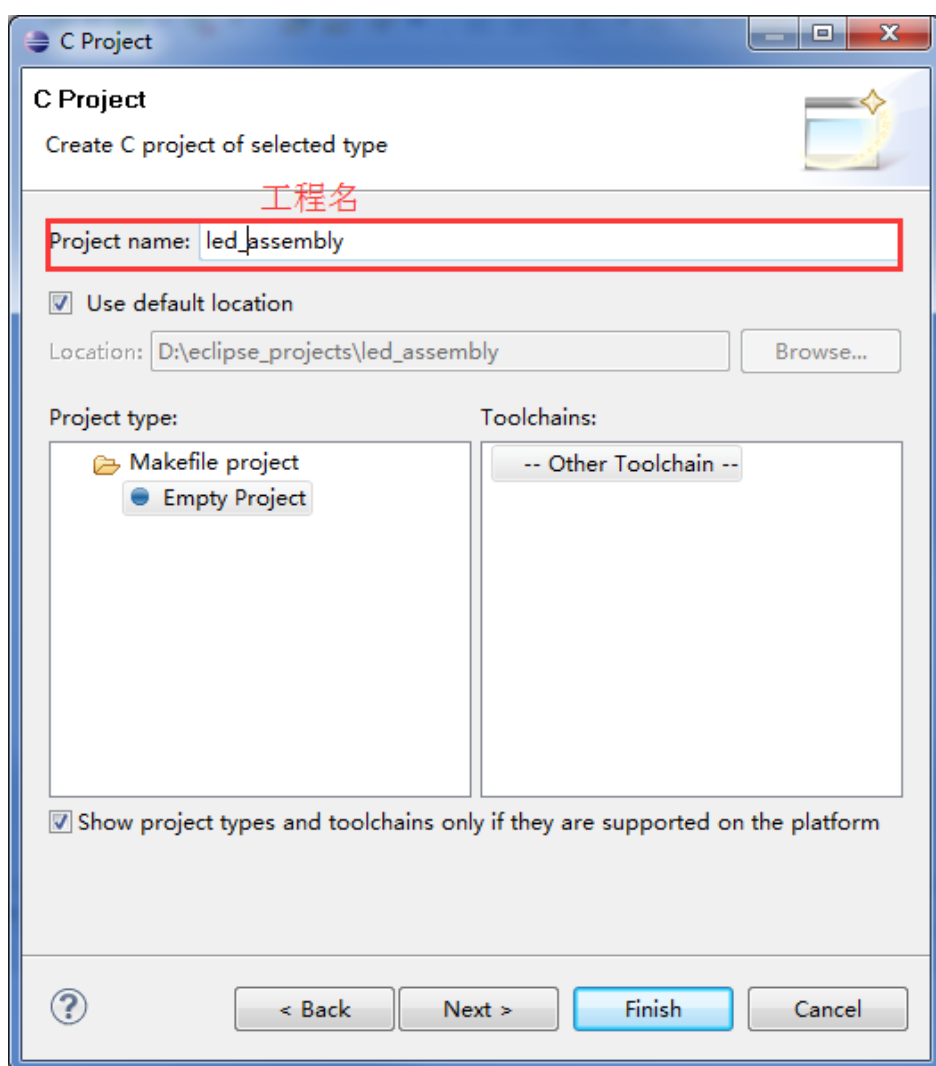 C Project
C Project
Create C project of selected type
工程名
Project name: led_assembly
Use default location
Location: D:\eclipse_projects\led_assembly Browse...
Project type: Toolchains:
Makefile project -- Other Toolchain --
Empty Project
Show project types and toolchains only if they are supported on the platform
? < Back Next > Finish Cancel